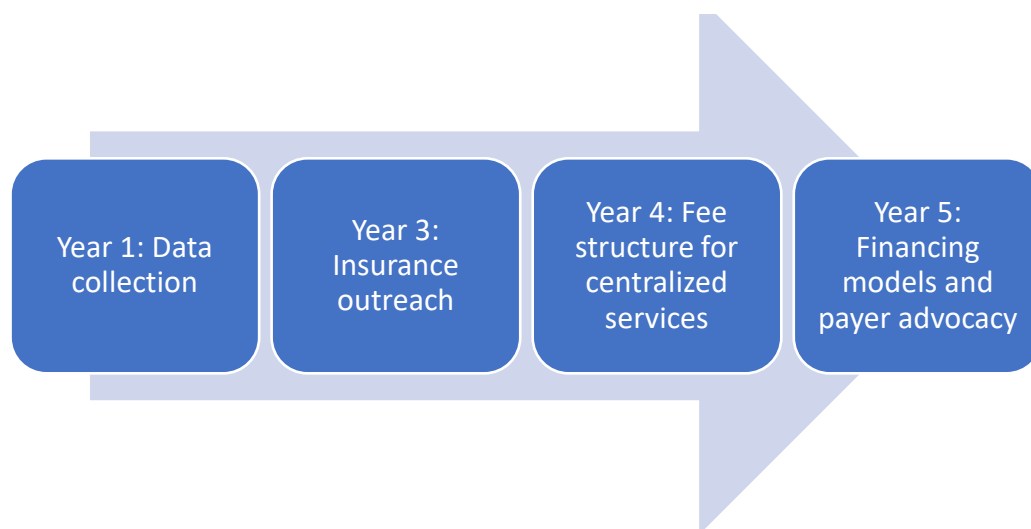 Year 1: Data
collection
Year 3:
Insurance
outreach
Year 4: Fee
structure for
centralized
services
Year 5:
Financing
models and
payer advocacy